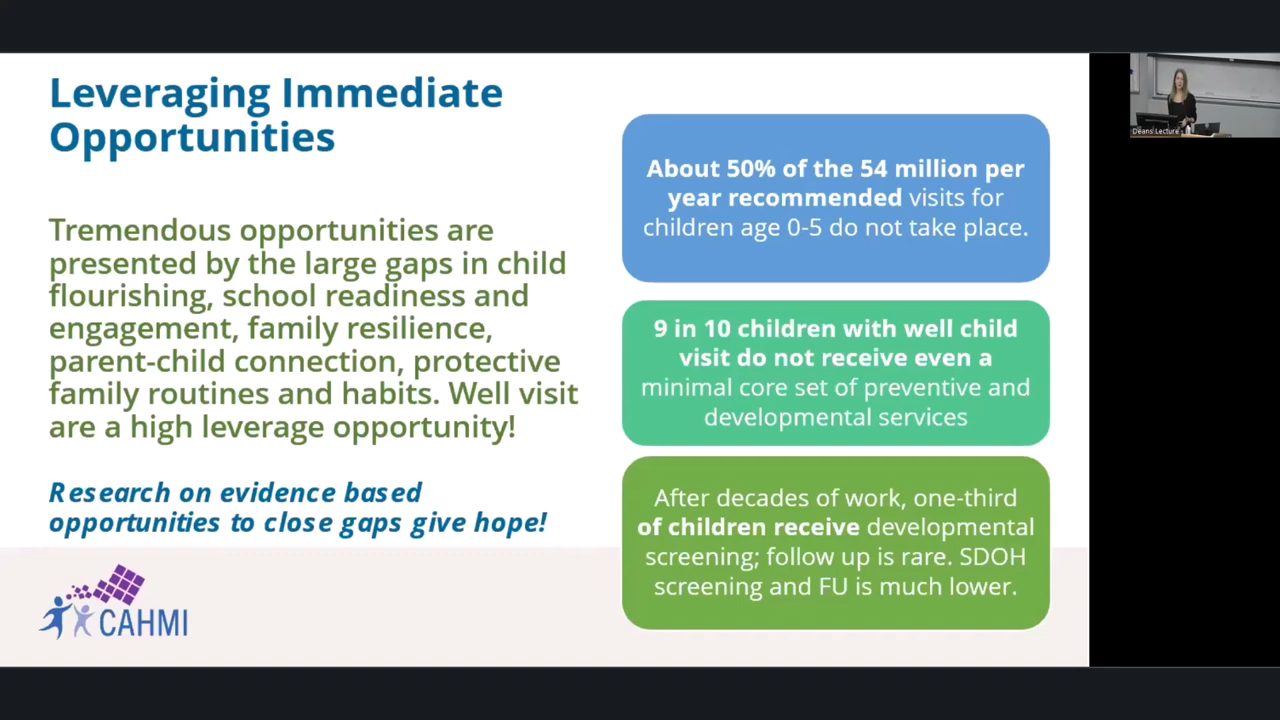 Leveraging Immediate
Opportunities
Tremendous opportunities are
presented by the large gaps in child
flourishing, school readiness and
engagement, family resilience,
parent-child connection, protective
family routines and habits. Well visit
are a high leverage opportunity!
Research on evidence based
opportunities to close gaps give hope!
CAHMI
About 50% of the 54 million per
year recommended visits for
children age 0-5 do not take place.
9 in 10 children with well child
visit do not receive even a
minimal core set of preventive and
developmental services
After decades of work, one-third
of children receive developmental
screening; follow up is rare. SDOH
screening and FU is much lower.
Deans Lecture